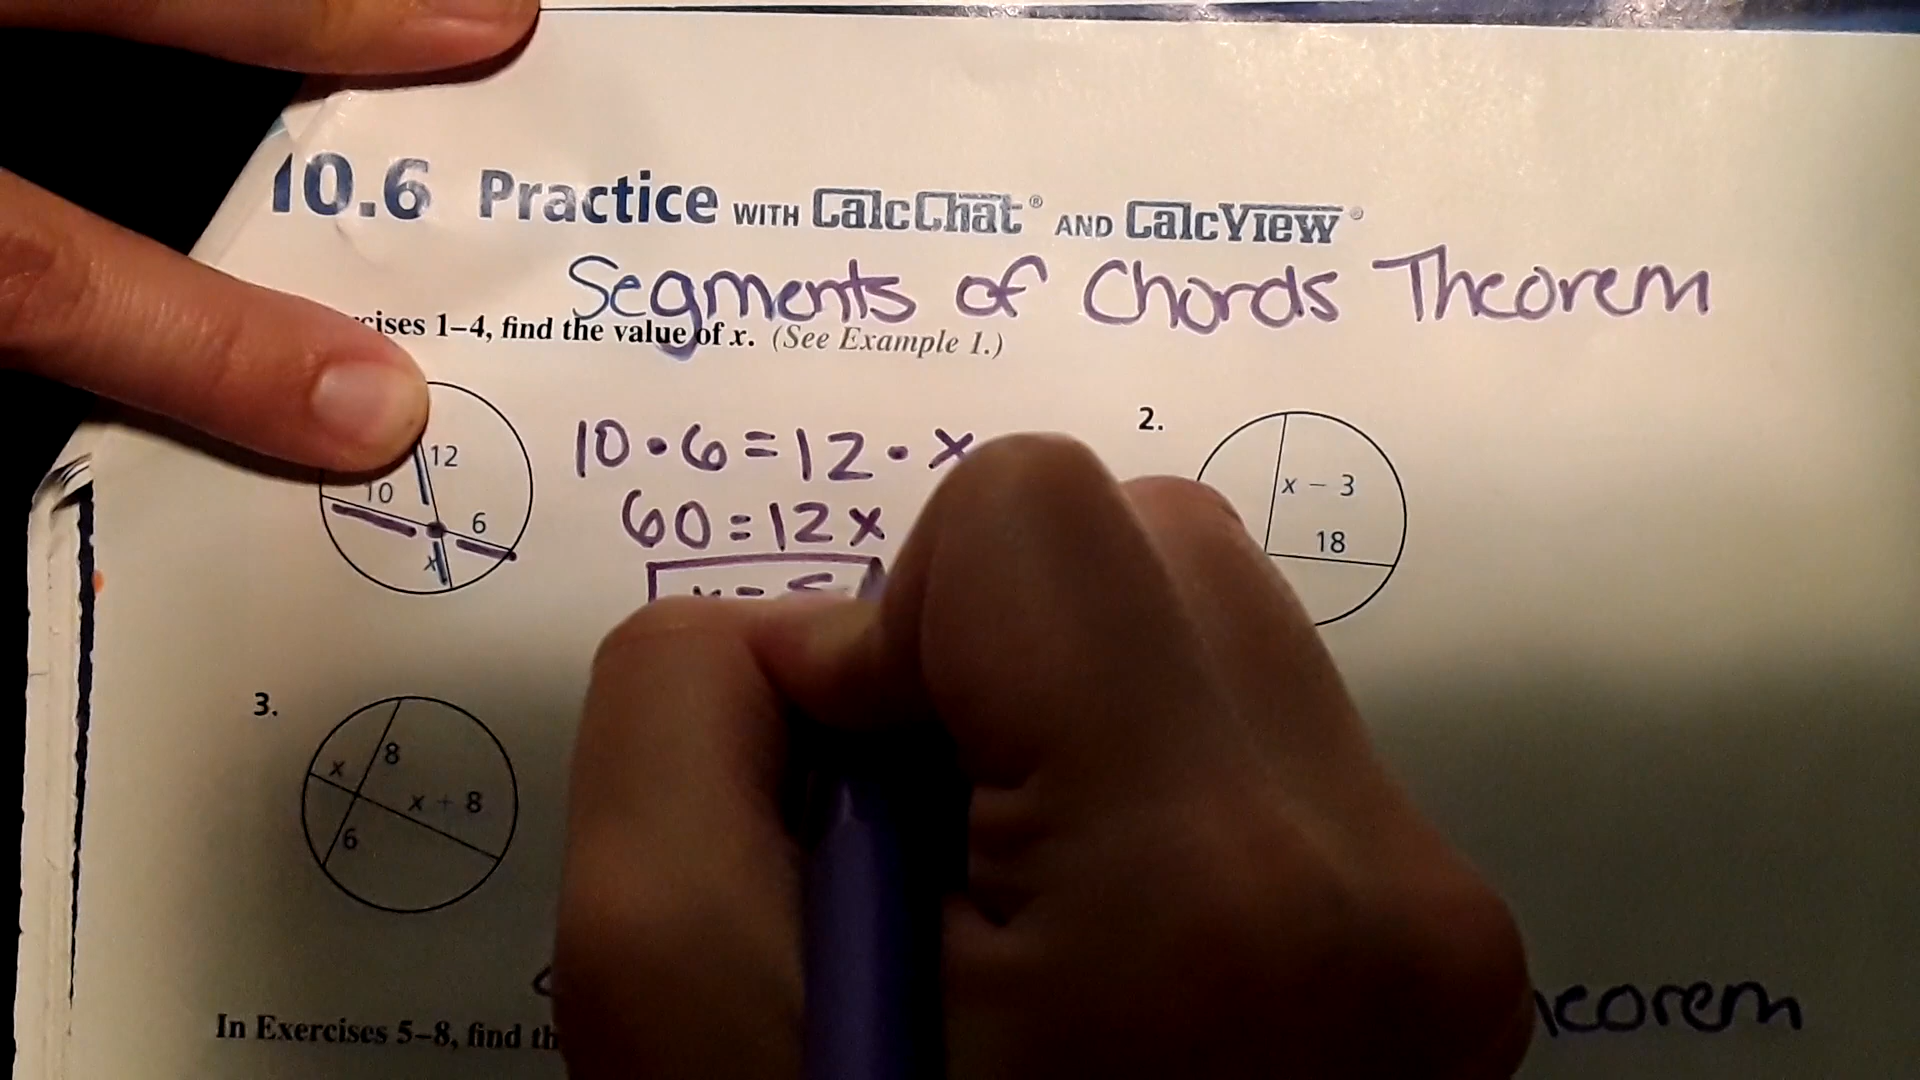 10.6 Practice WITH CalcChat® AND CalcView®
Segments of Chords Theorem
cises 1–4, find the value of x. (See Example 1.)
12
10
6
x
10 • 6 = 12 • x
60 = 12x
x = 5
2.
x − 3
18
3.
x
8
x + 8
6
In Exercises 5–8, find th
eorem